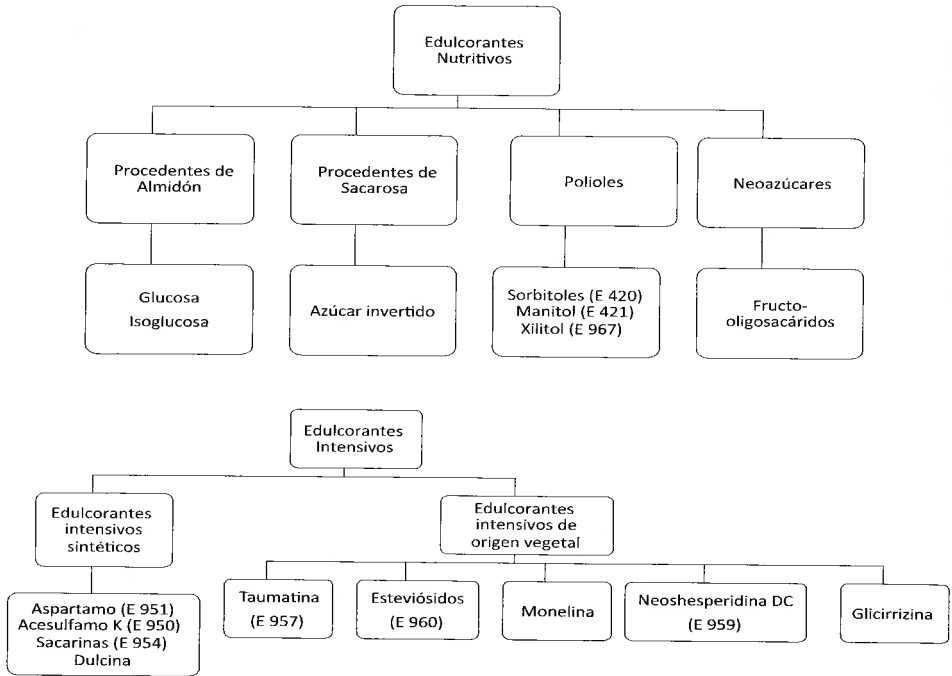 Edulcorantes
Nutritivos
Procedentes de
Almidón
Procedentes de
Sacarosa
Polioles
Neoazúcares
Glucosa
Isoglucosa
Azúcar invertido
Sorbitoles (E 420)
Manitol (E 421)
Xilitol (E 967)
Fructo-
oligosacáridos
Edulcorantes
Intensivos
Edulcorantes
intensivos
sintéticos
Edulcorantes
intensivos de
origen vegetal
Aspartamo (E 951)
Acesulfamo K (E 950)
Sacarinas (E 954)
Dulcina
Taumatina
(E 957)
Esteviósidos
(E 960)
Monelina
Neoshesperidina DC
(E 959)
Glicirrizina